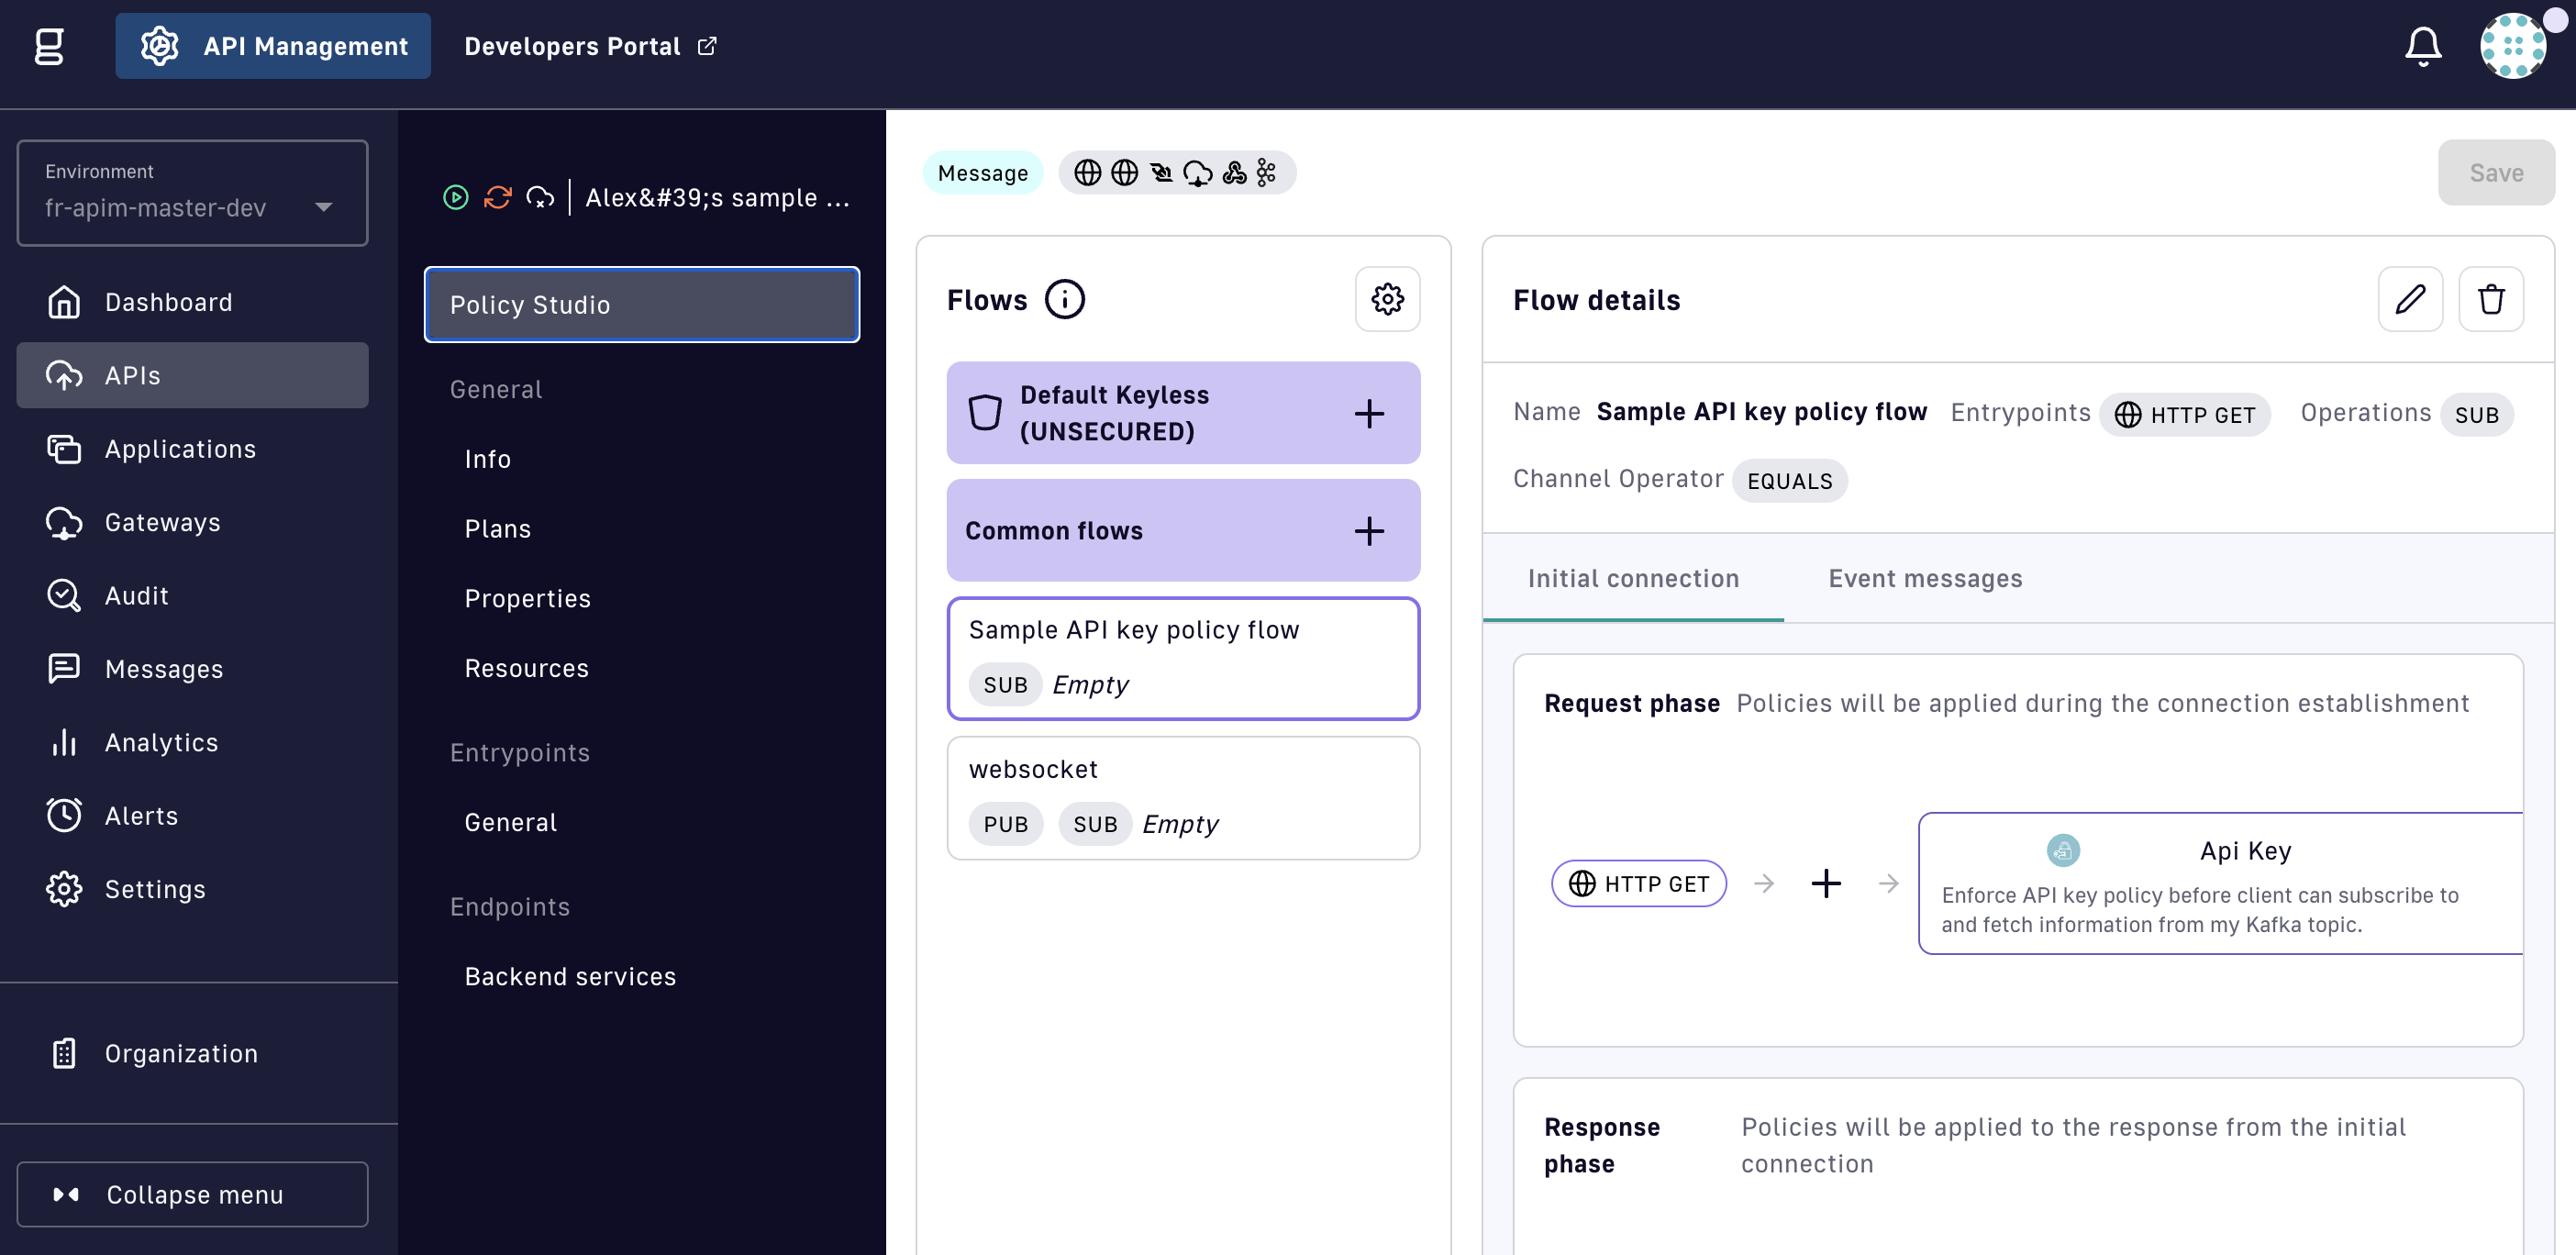 API Management
Developers Portal
Environment
fr-apim-master-dev
Dashboard
APIs
Applications
Gateways
Audit
Messages
Analytics
Alerts
Settings
Organization
Collapse menu
Alex&#39;s sample ...
Policy Studio
General
Info
Plans
Properties
Resources
Entrypoints
General
Endpoints
Backend services
Message
Save
Flows
Default Keyless
(UNSECURED)
Common flows
Sample API key policy flow
SUB Empty
websocket
PUB SUB Empty
Flow details
Name Sample API key policy flow Entrypoints HTTP GET Operations SUB
Channel Operator EQUALS
Initial connection Event messages
Request phase Policies will be applied during the connection establishment
HTTP GET
Api Key
Enforce API key policy before client can subscribe to
and fetch information from my Kafka topic.
Response
phase
Policies will be applied to the response from the initial
connection